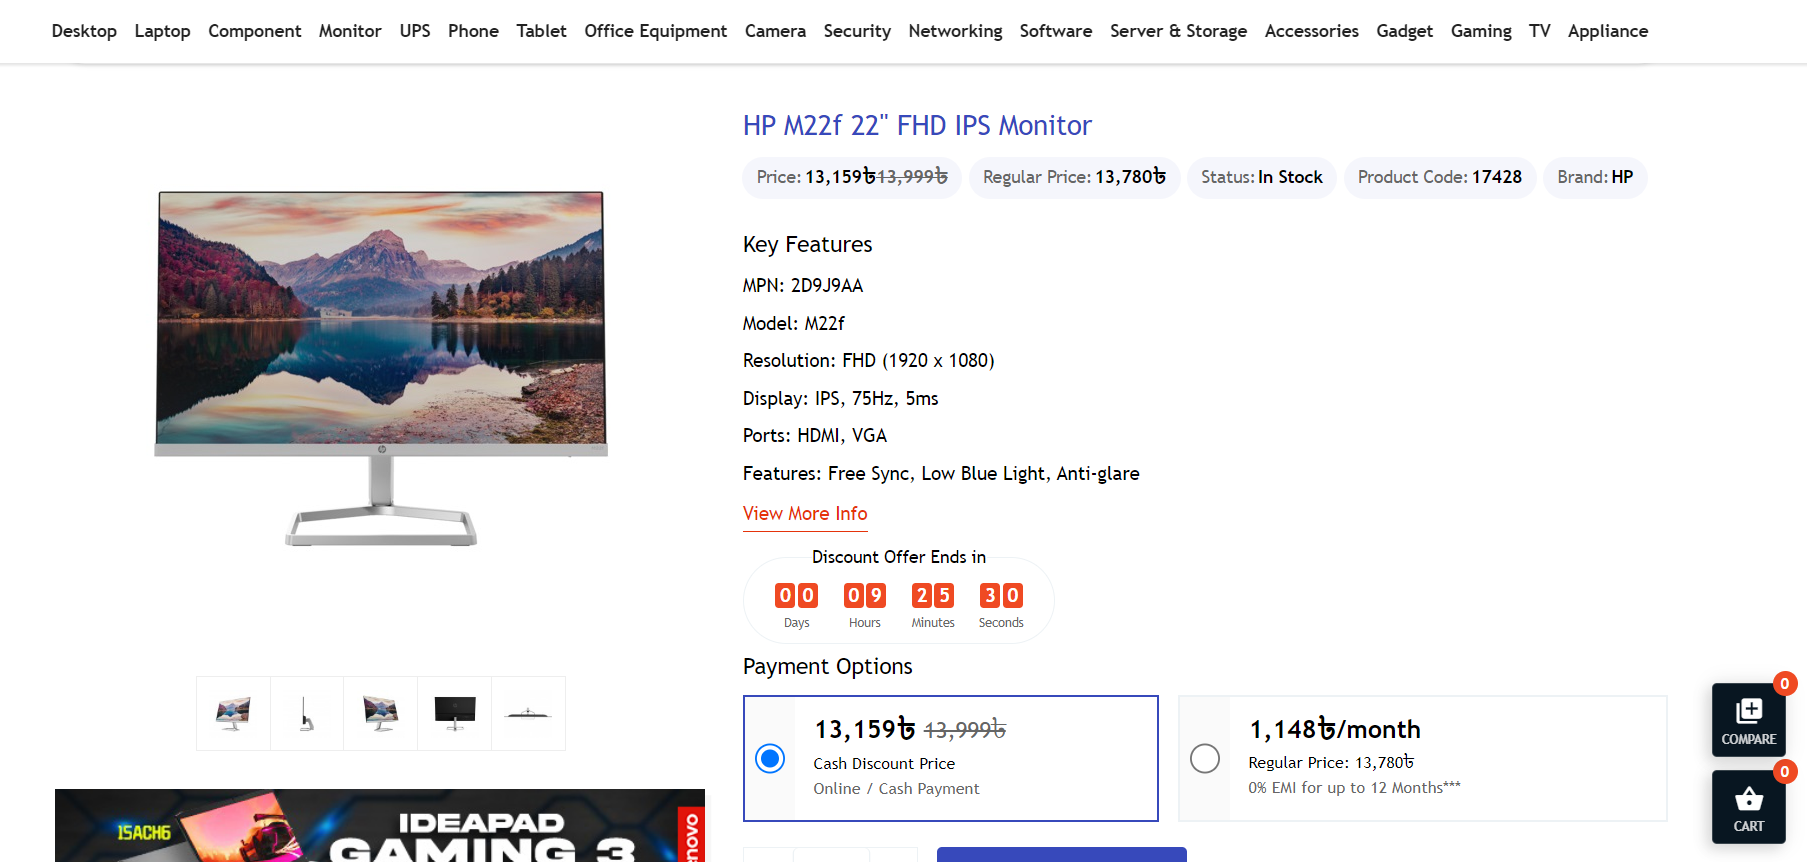 Desktop Laptop Component Monitor UPS Phone Tablet Office Equipment Camera Security Networking Software Server & Storage Accessories Gadget Gaming TV Appliance
HP M22f 22" FHD IPS Monitor
Price: 13,159৳ 13,999৳ Regular Price: 13,780৳ Status: In Stock Product Code: 17428 Brand: HP
Key Features
MPN: 2D9J9AA
Model: M22f
Resolution: FHD (1920 x 1080)
Display: IPS, 75Hz, 5ms
Ports: HDMI, VGA
Features: Free Sync, Low Blue Light, Anti-glare
View More Info
Discount Offer Ends in
00 09 25 30
Days Hours Minutes Seconds
Payment Options
13,159৳ 13,999৳
Cash Discount Price
Online / Cash Payment
1,148৳/month
Regular Price: 13,780৳
0% EMI for up to 12 Months***
0
COMPARE
0
CART
15ACH6
IDEAPAD
GAMING 3